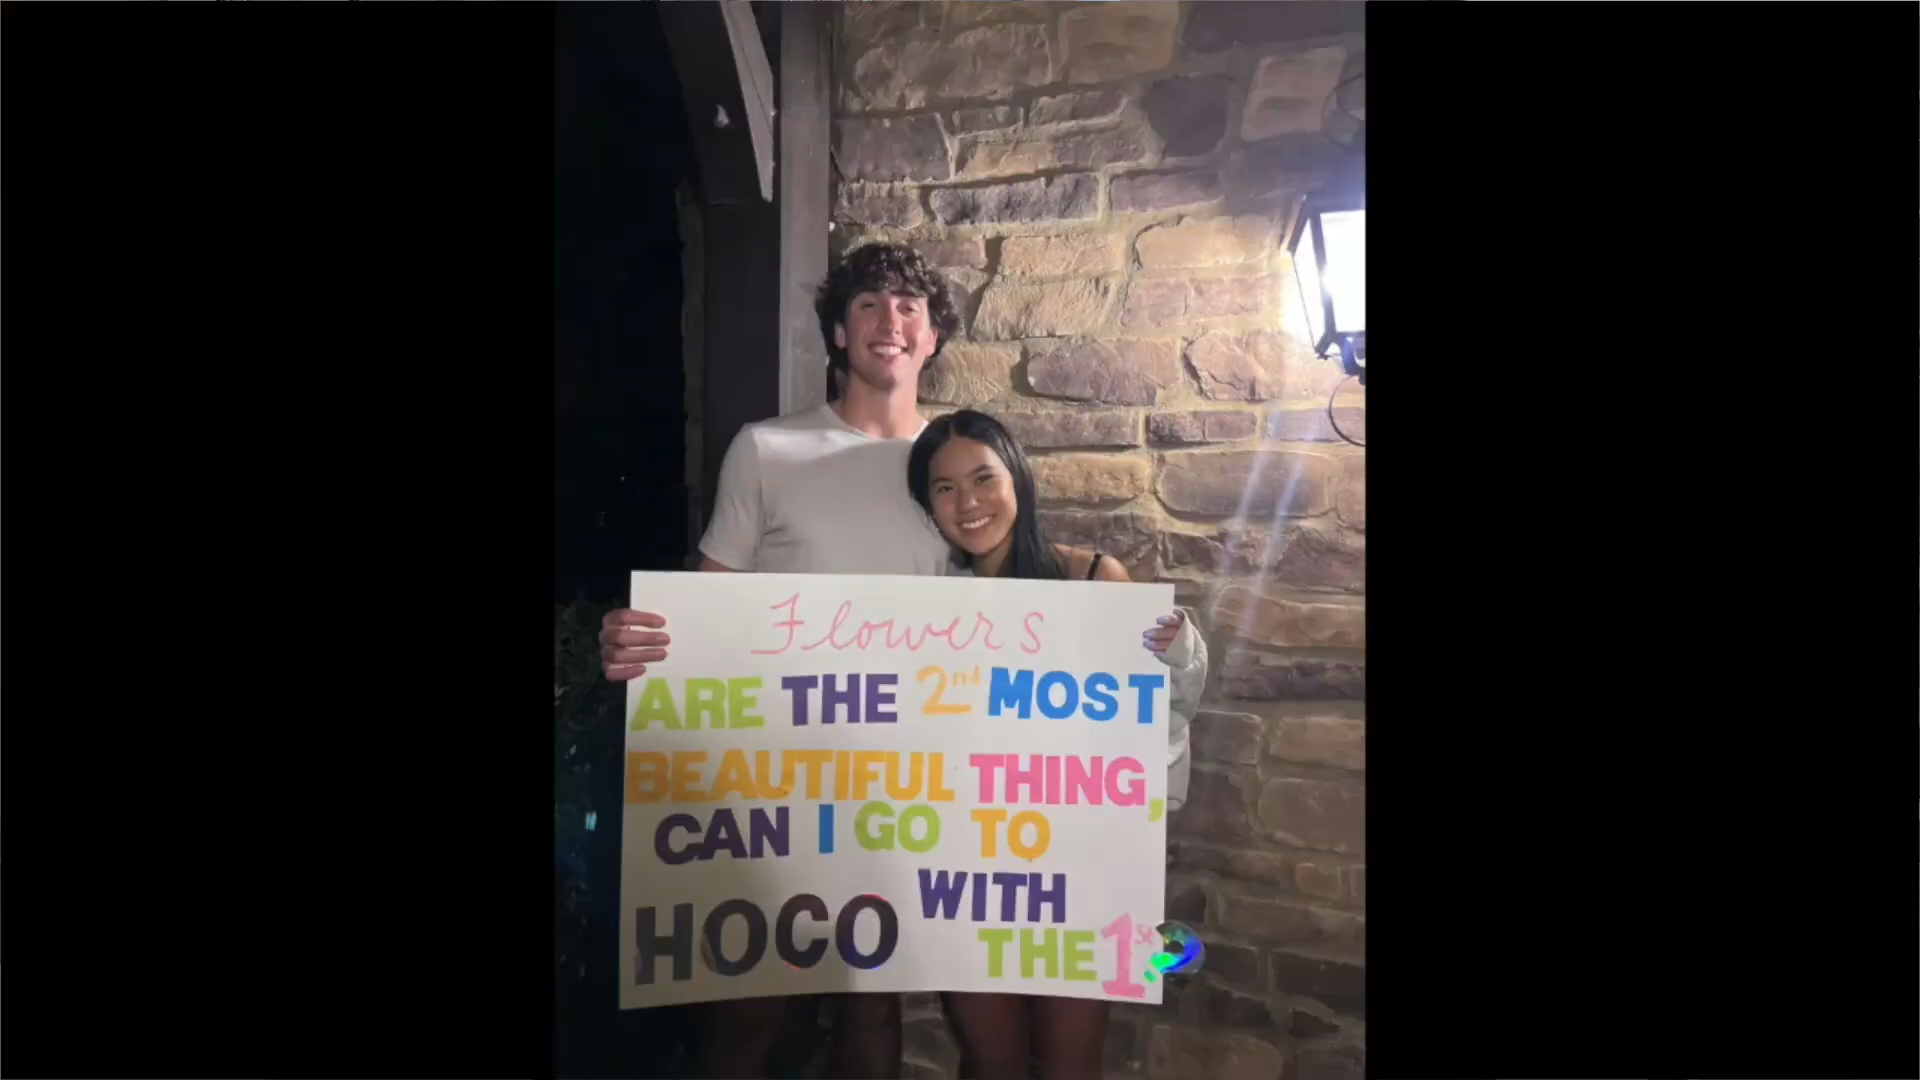 Flowers
ARE THE 2nd MOST
BEAUTIFUL THING,
CAN I GO TO
HOCO WITH
THE 1st?